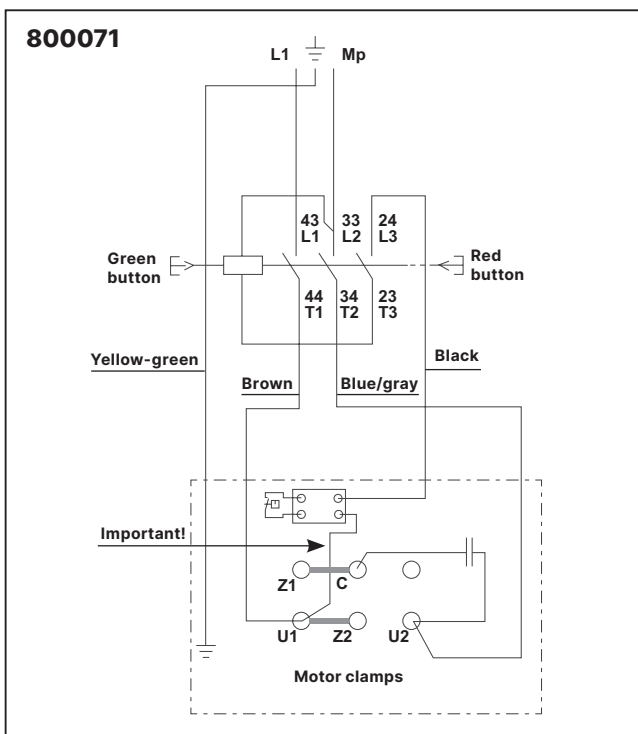 800071
L1 Mp
43 33 24
L1 L2 L3
Green
button
Red
button
44 34 23
T1 T2 T3
Yellow-green
Black
Brown
Blue/gray
Important!
Z1 C
U1 Z2 U2
Motor clamps